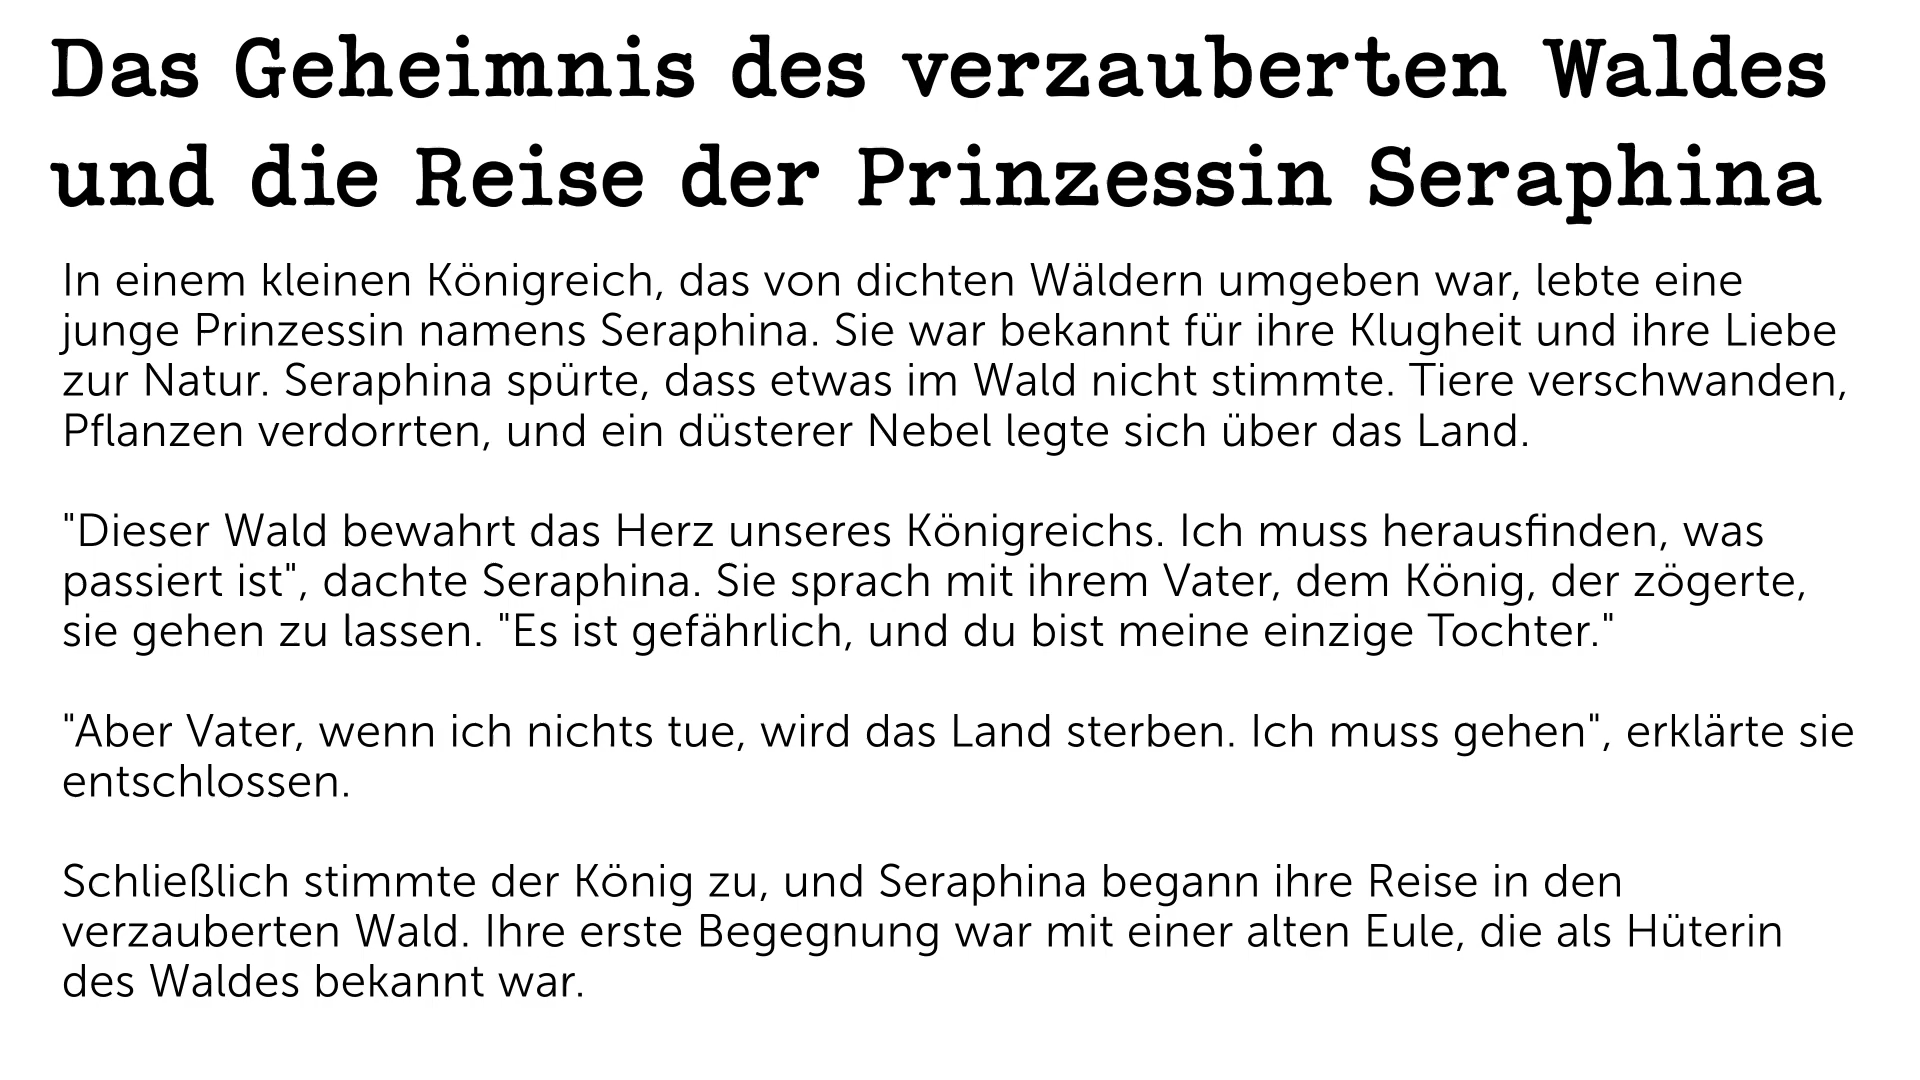 Das Geheimnis des verzauberten Waldes
und die Reise der Prinzessin Seraphina
In einem kleinen Königreich, das von dichten Wäldern umgeben war, lebte eine
junge Prinzessin namens Seraphina. Sie war bekannt für ihre Klugheit und ihre Liebe
zur Natur. Seraphina spürte, dass etwas im Wald nicht stimmte. Tiere verschwanden,
Pflanzen verdorrten, und ein düsterer Nebel legte sich über das Land.
"Dieser Wald bewahrt das Herz unseres Königreichs. Ich muss herausfinden, was
passiert ist", dachte Seraphina. Sie sprach mit ihrem Vater, dem König, der zögerte,
sie gehen zu lassen. "Es ist gefährlich, und du bist meine einzige Tochter."
"Aber Vater, wenn ich nichts tue, wird das Land sterben. Ich muss gehen", erklärte sie
entschlossen.
Schließlich stimmte der König zu, und Seraphina begann ihre Reise in den
verzauberten Wald. Ihre erste Begegnung war mit einer alten Eule, die als Hüterin
des Waldes bekannt war.